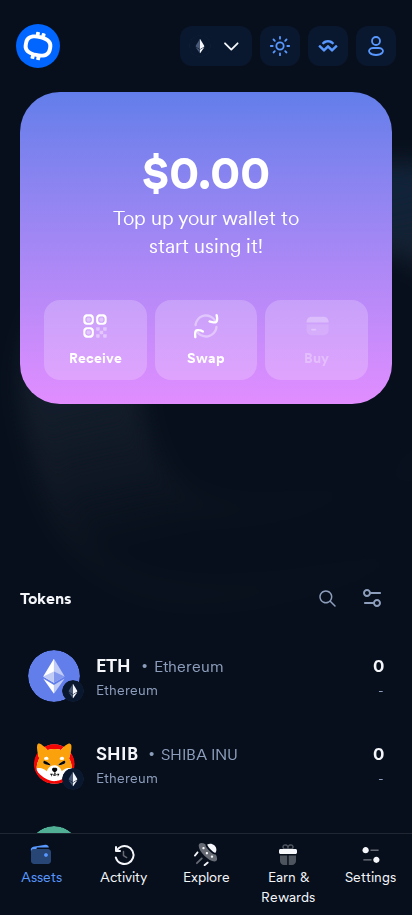 $0.00
Top up your wallet to
start using it!
Receive
Swap
Buy
Tokens
ETH • Ethereum
0
Ethereum
-
SHIB • SHIBA INU
0
Ethereum
-
Assets
Activity
Explore
Earn &
Rewards
Settings